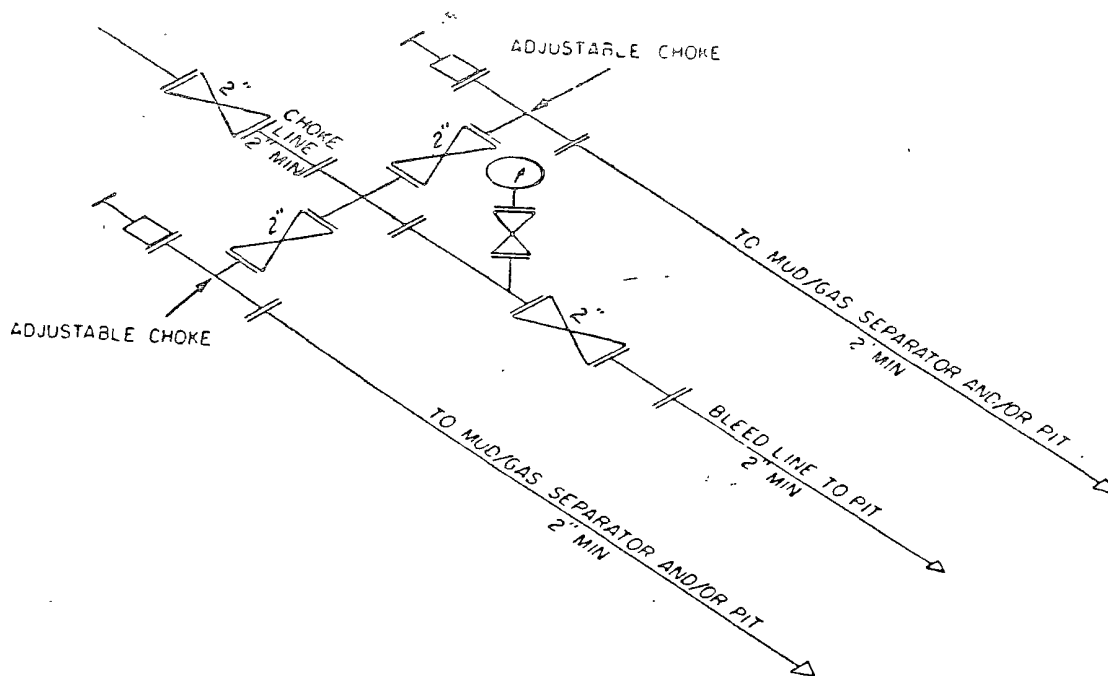 ADJUSTABLE CHOKE
2"
CHOKE
LINE
2" MIN
2"
P
2"
ADJUSTABLE CHOKE
2"
TO MUD/GAS SEPARATOR AND/OR PIT
2' MIN
BLEED LINE TO PIT
2" MIN
TO MUD/GAS SEPARATOR AND/OR PIT
2" MIN